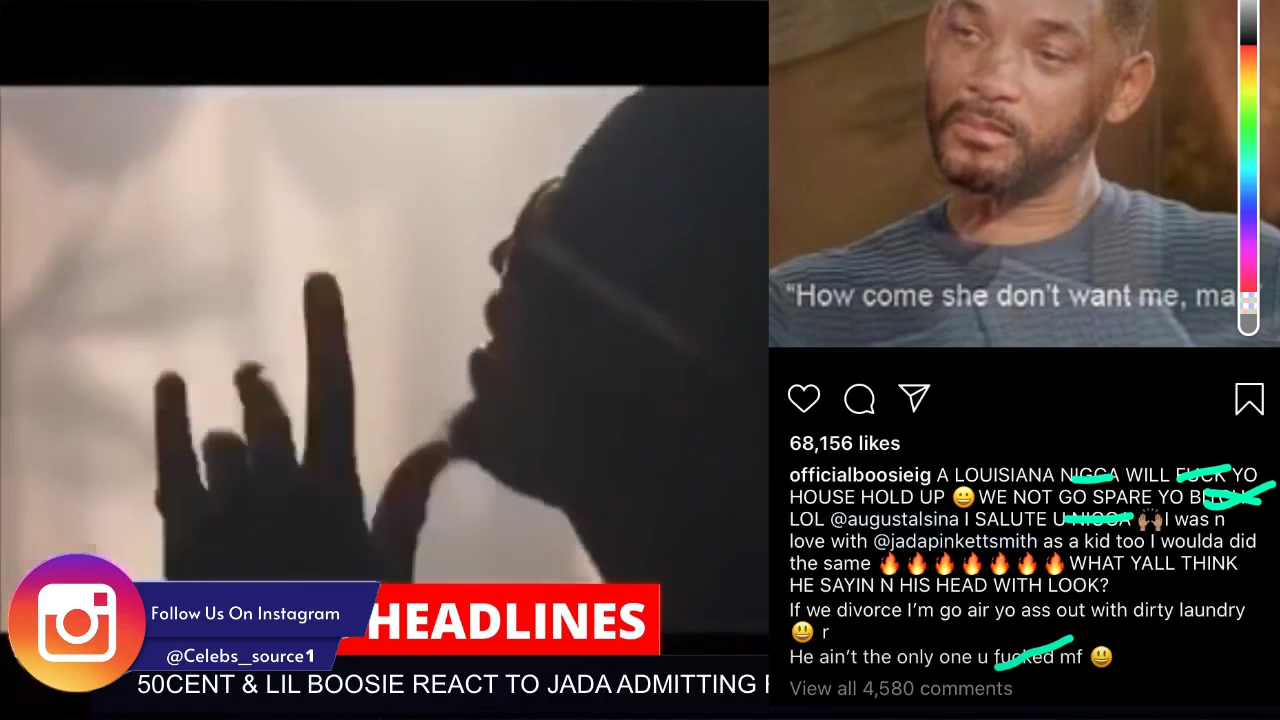 "How come she don't want me, ma
68,156 likes
officialboosieig A LOUISIANA NIGGA WILL FUCK YO
HOUSE HOLD UP 😀 WE NOT GO SPARE YO BITCH
LOL @augustalsina I SALUTE U NIGGA 🙌🏾 I was n
love with @jadapinkettsmith as a kid too I woulda did
the same 🔥🔥🔥🔥🔥🔥🔥WHAT YALL THINK
HE SAYIN N HIS HEAD WITH LOOK?
If we divorce I'm go air yo ass out with dirty laundry
😃 r
He ain't the only one u fucked mf 😃
View all 4,580 comments
HEADLINES
Follow Us On Instagram
@Celebs_source1
50CENT & LIL BOOSIE REACT TO JADA ADMITTING